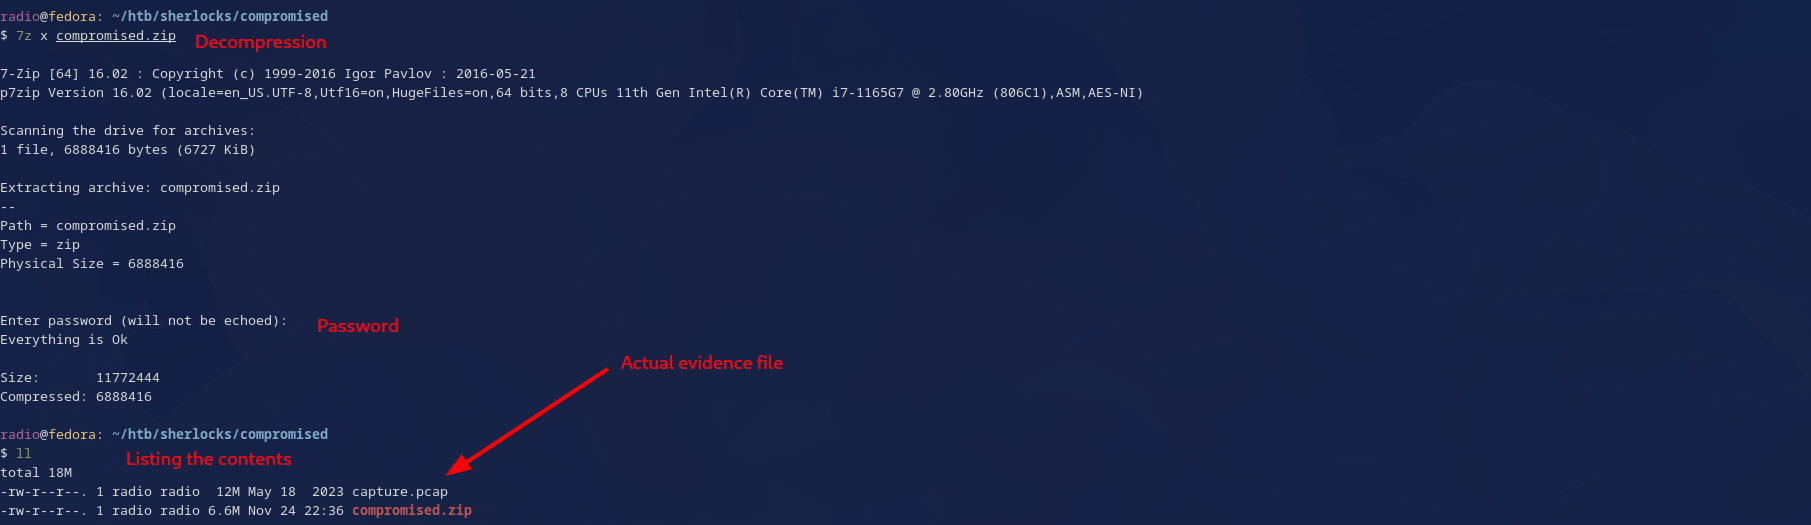 radio@fedora: ~/htb/sherlocks/compromised
$ 7z x compromised.zip
Decompression
7-Zip [64] 16.02 : Copyright (c) 1999-2016 Igor Pavlov : 2016-05-21
p7zip Version 16.02 (locale=en_US.UTF-8,Utf16=on,HugeFiles=on,64 bits,8 CPUs 11th Gen Intel(R) Core(TM) i7-1165G7 @ 2.80GHz (806C1),ASM,AES-NI)
Scanning the drive for archives:
1 file, 6888416 bytes (6727 KiB)
Extracting archive: compromised.zip
--
Path = compromised.zip
Type = zip
Physical Size = 6888416
Enter password (will not be echoed):
Password
Everything is Ok
Actual evidence file
Size:       11772444
Compressed: 6888416
radio@fedora: ~/htb/sherlocks/compromised
$ ll
Listing the contents
total 18M
-rw-r--r--. 1 radio radio  12M May 18  2023 capture.pcap
-rw-r--r--. 1 radio radio 6.6M Nov 24 22:36 compromised.zip